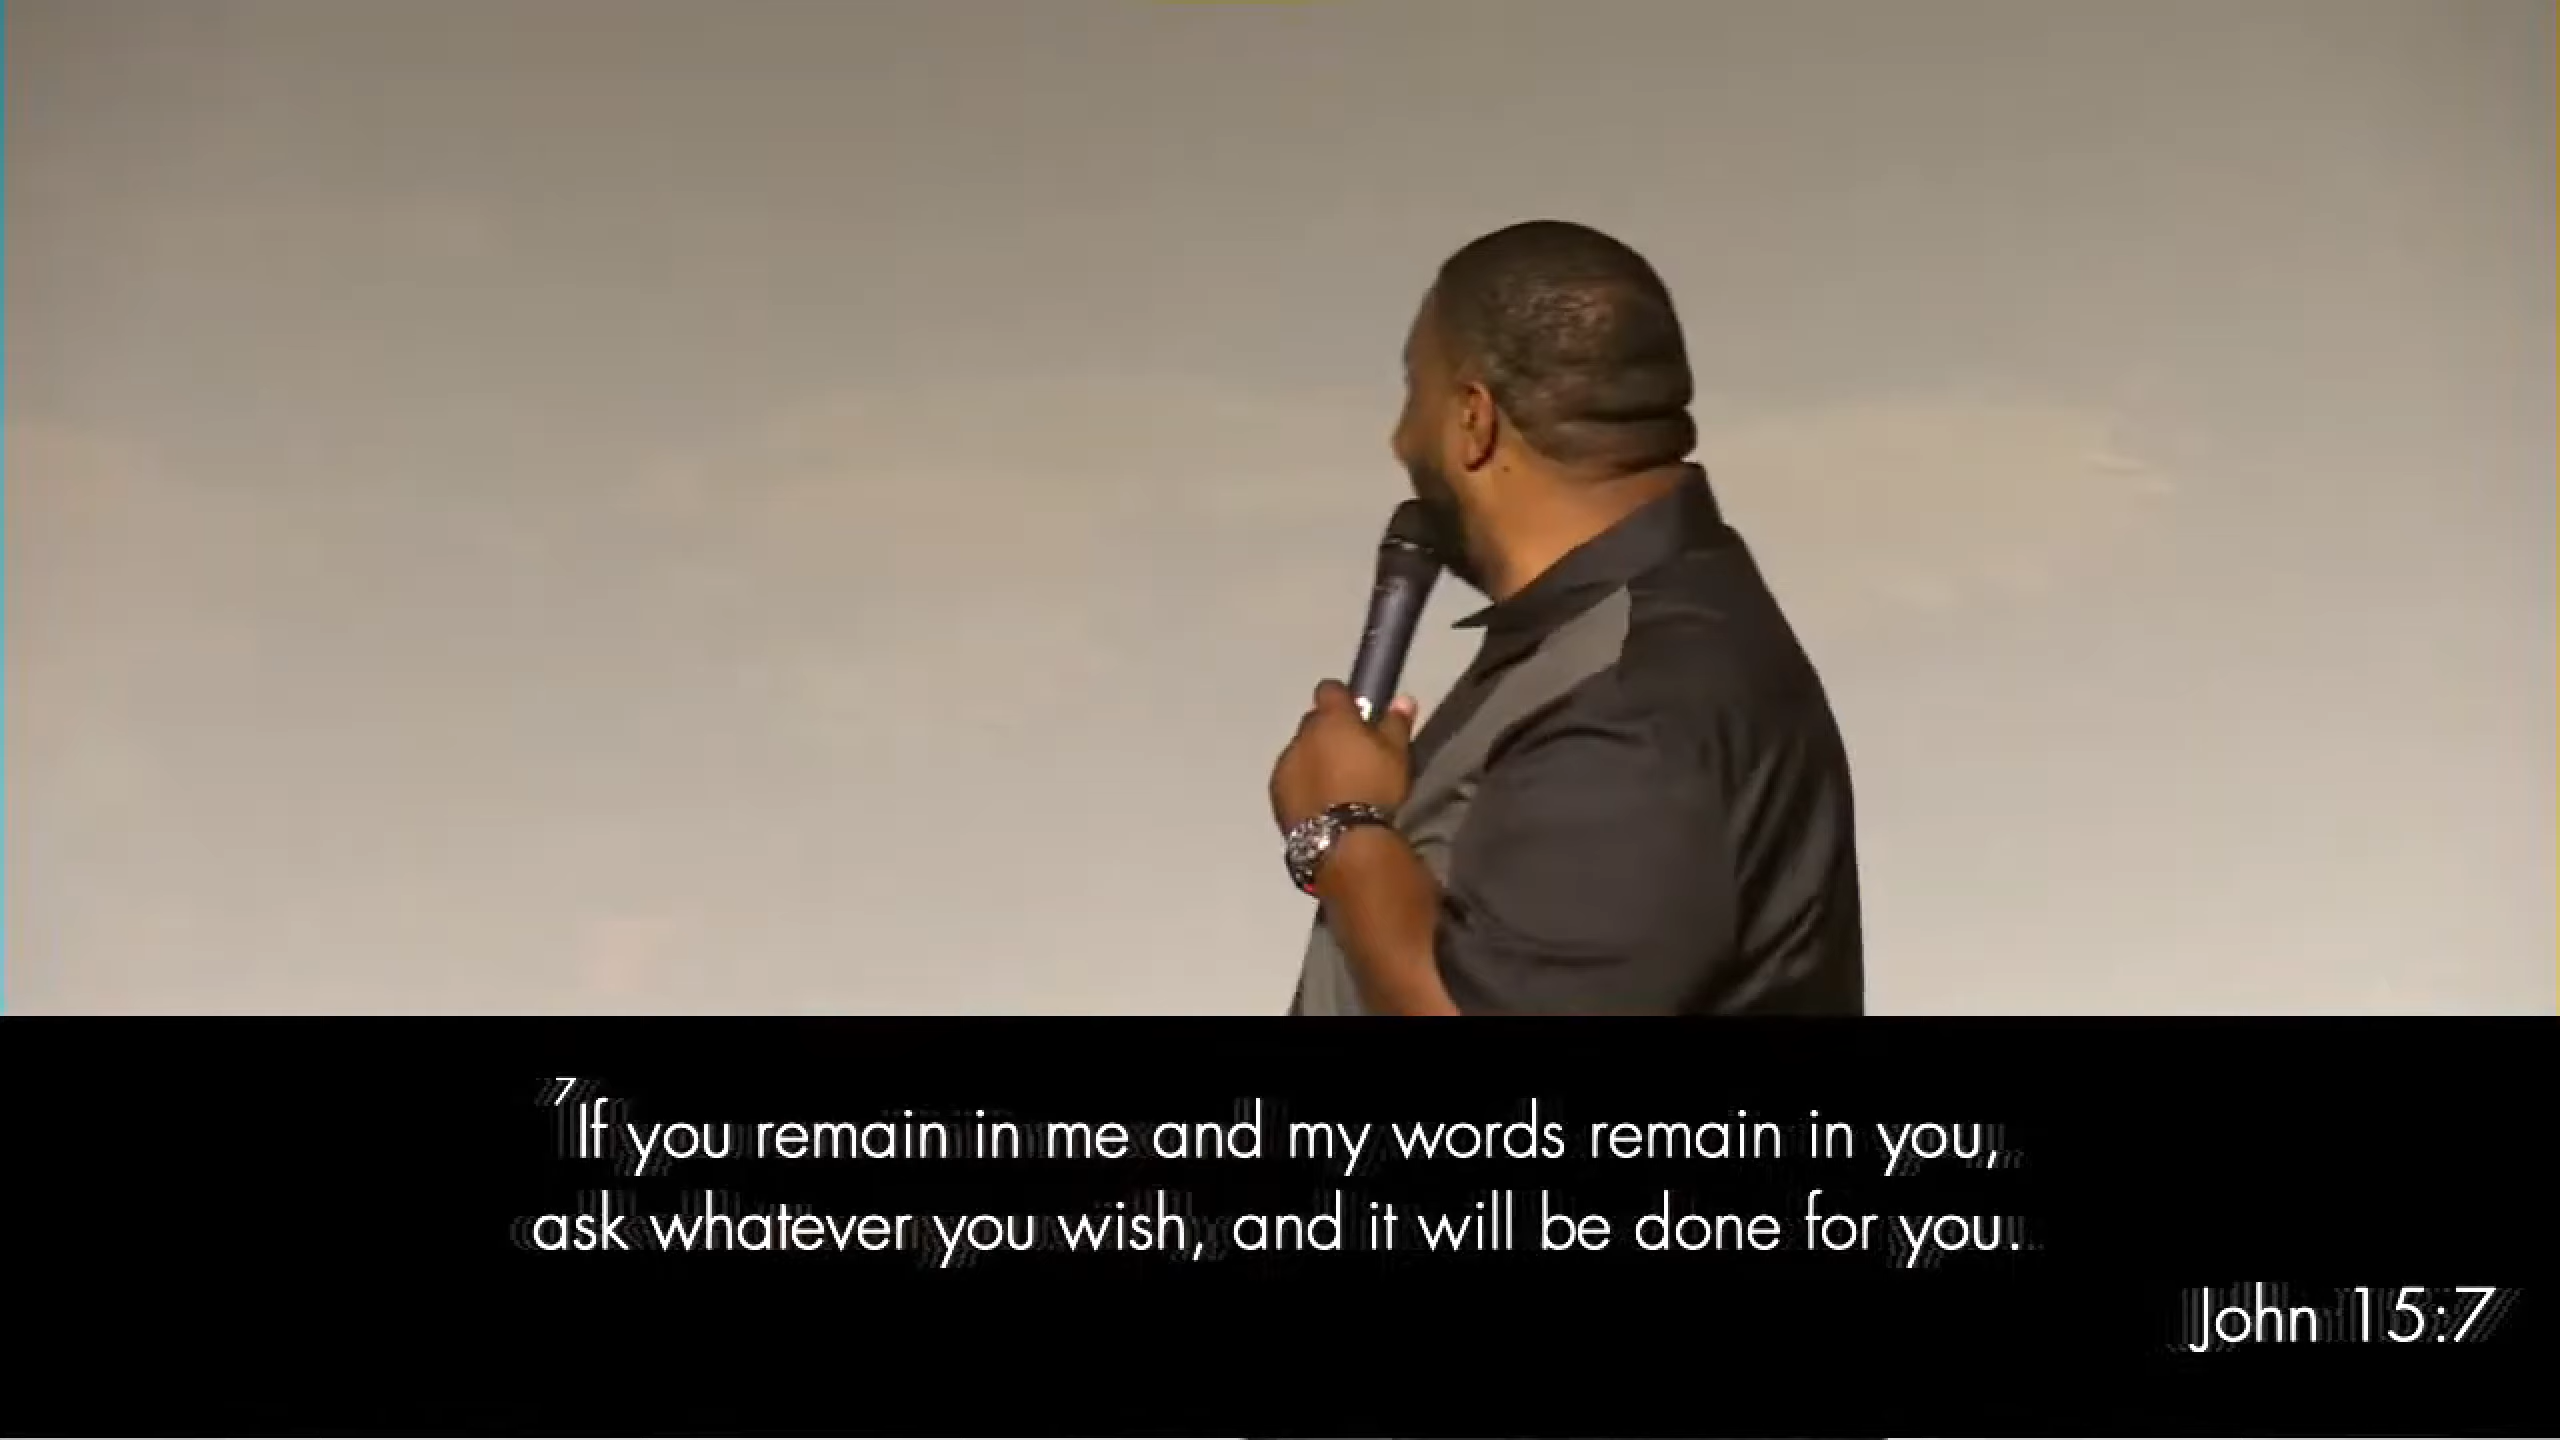 7If you remain in me and my words remain in you,
ask whatever you wish, and it will be done for you.
John 15:7